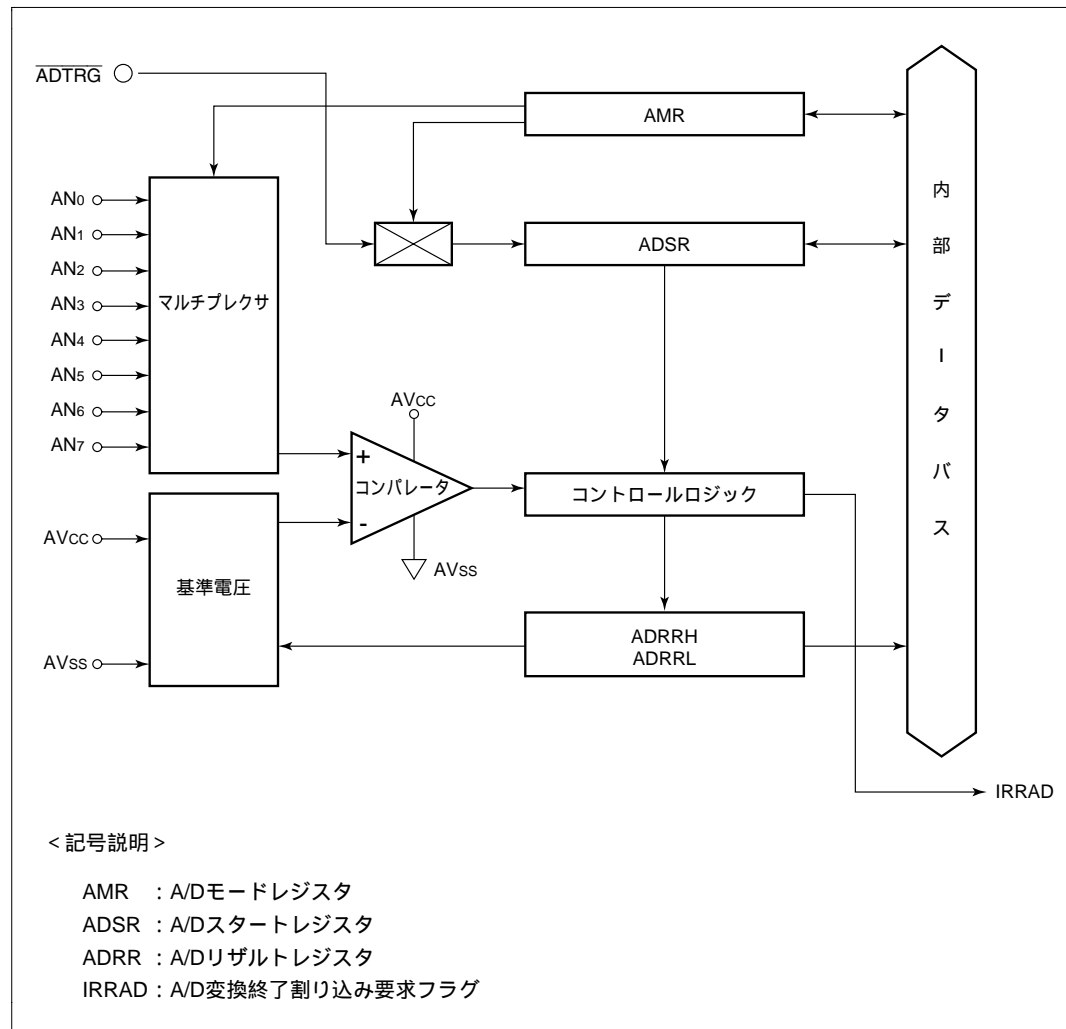 ADTRG
AMR
AN0
AN1
AN2
AN3
AN4
AN5
AN6
AN7
マルチプレクサ
ADSR
内部データバス
AVCC
+
コンパレータ
-
AVSS
コントロールロジック
AVCC
基準電圧
AVSS
ADRRH
ADRRL
IRRAD
<記号説明>
AMR :A/Dモードレジスタ
ADSR :A/Dスタートレジスタ
ADRR :A/Dリザルトレジスタ
IRRAD:A/D変換終了割り込み要求フラグ